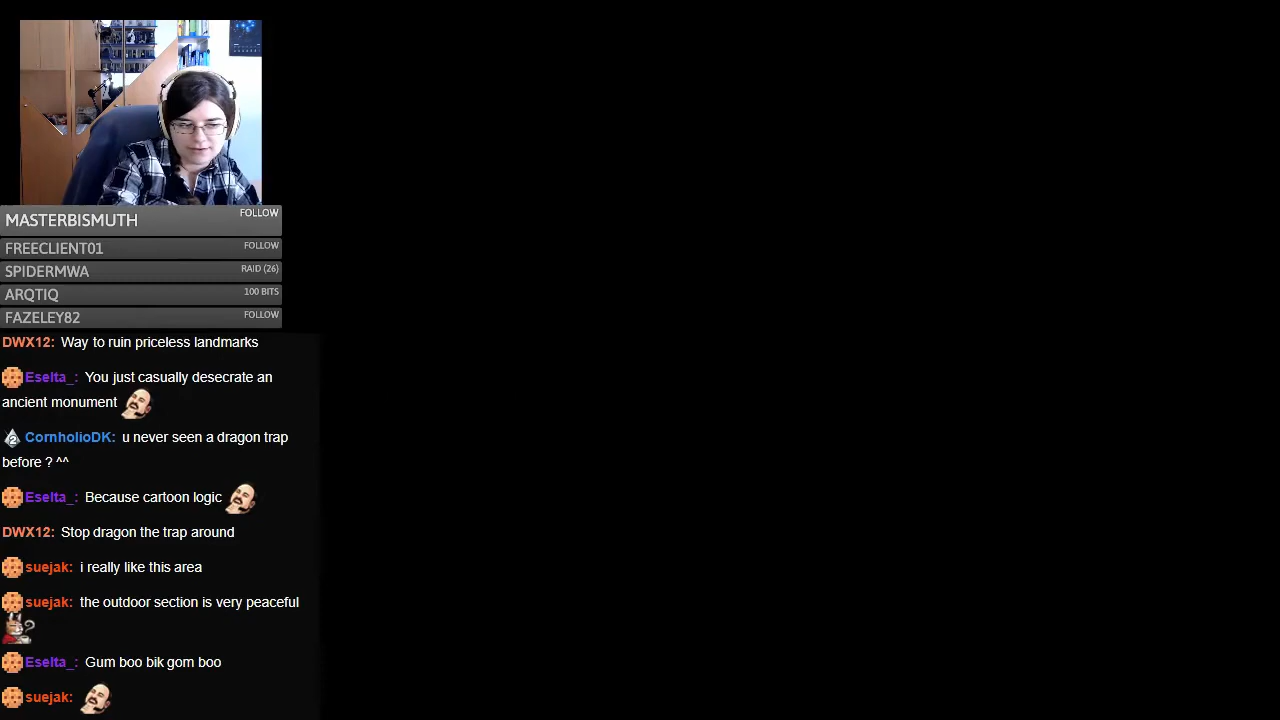 MASTERBISMUTH FOLLOW
FREECLIENT01 FOLLOW
SPIDERMWA RAID (26)
ARQTIQ 100 BITS
FAZELEY82 FOLLOW
DWX12: Way to ruin priceless landmarks
Eselta_: You just casually desecrate an
ancient monument
CornholioDK: u never seen a dragon trap
before ? ^^
Eselta_: Because cartoon logic
DWX12: Stop dragon the trap around
suejak: i really like this area
suejak: the outdoor section is very peaceful
Eselta_: Gum boo bik gom boo
suejak: